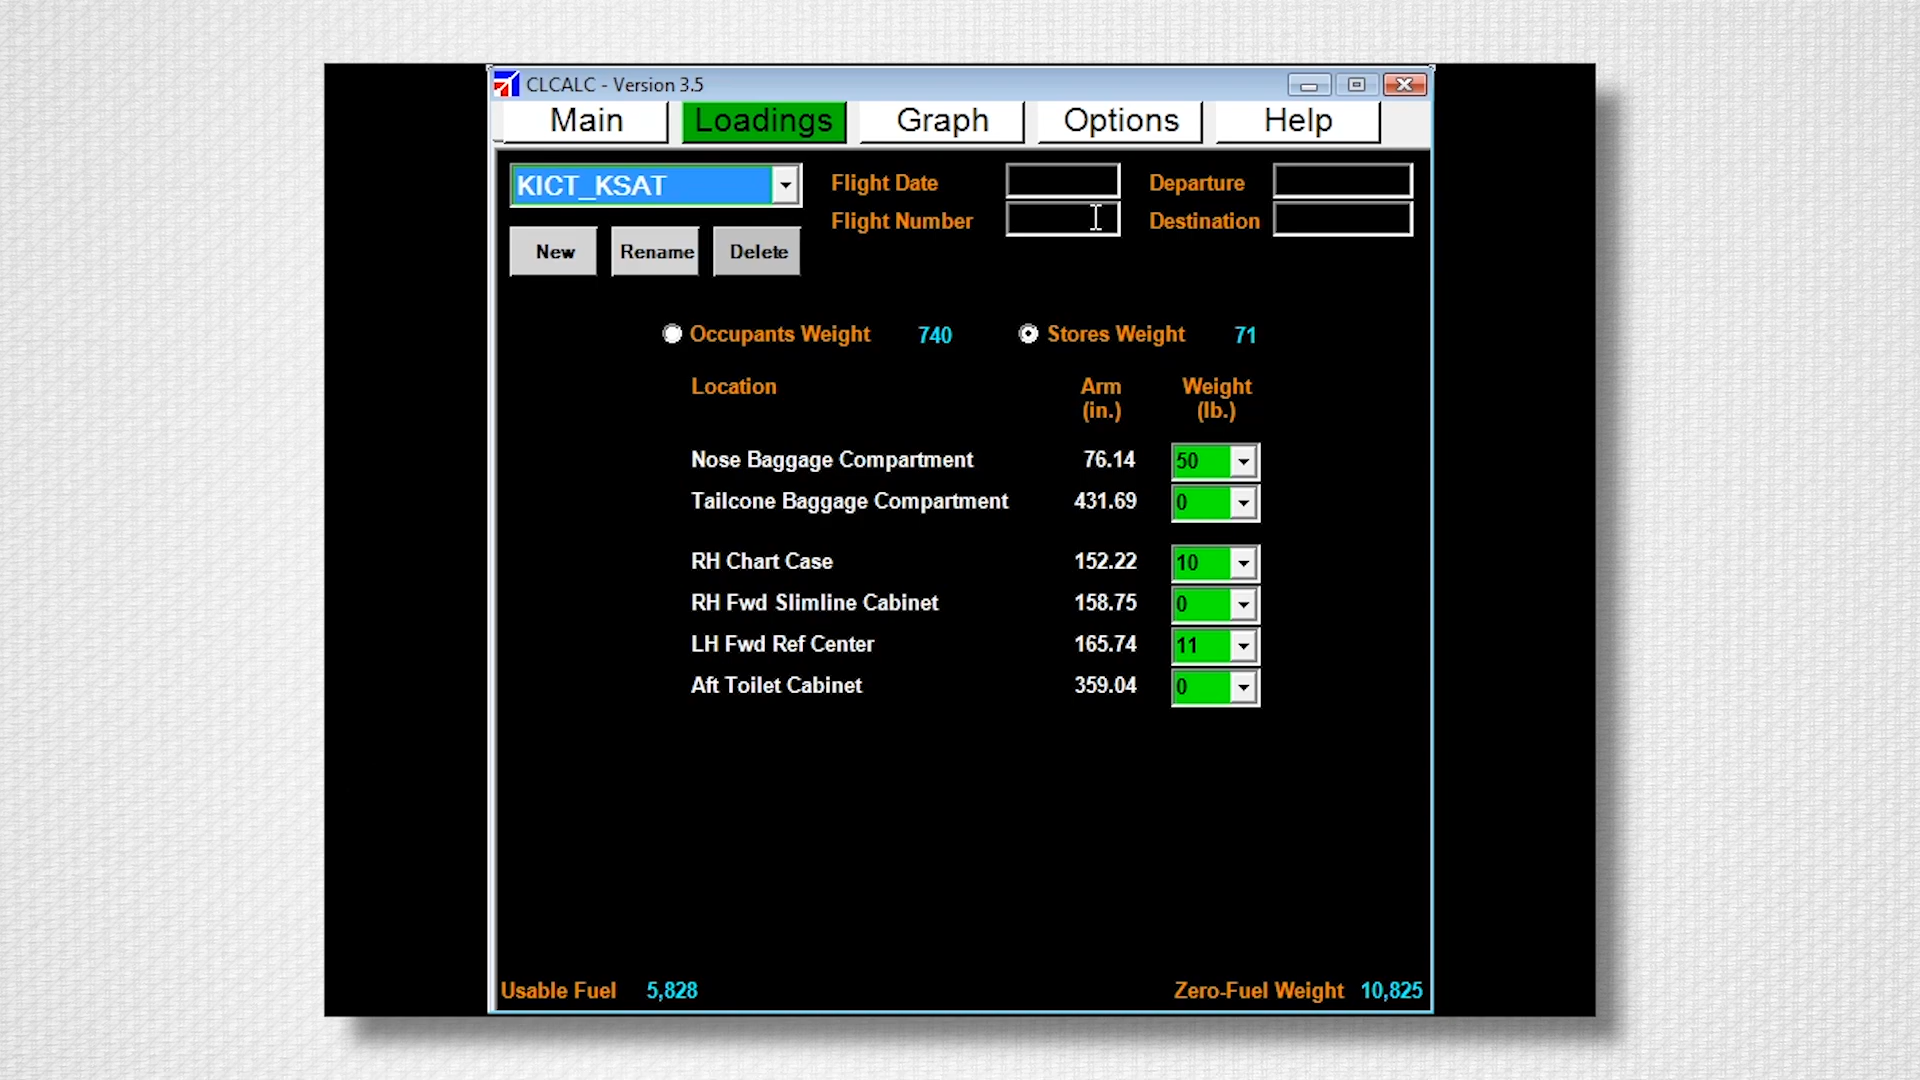 CLCALC - Version 3.5
Main Loadings Graph Options Help
KICT_KSAT Flight Date Departure
Flight Number Destination
New Rename Delete
Occupants Weight 740 Stores Weight 71
Location Arm Weight
(in.) (lb.)
Nose Baggage Compartment 76.14 50
Tailcone Baggage Compartment 431.69 0
RH Chart Case 152.22 10
RH Fwd Slimline Cabinet 158.75 0
LH Fwd Ref Center 165.74 11
Aft Toilet Cabinet 359.04 0
Usable Fuel 5,828 Zero-Fuel Weight 10,825